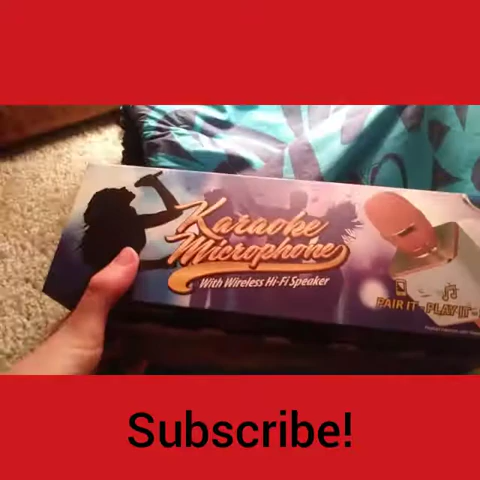 Karaoke
Microphone
With Wireless Hi-Fi Speaker
PAIR IT - PLAY IT
Subscribe!